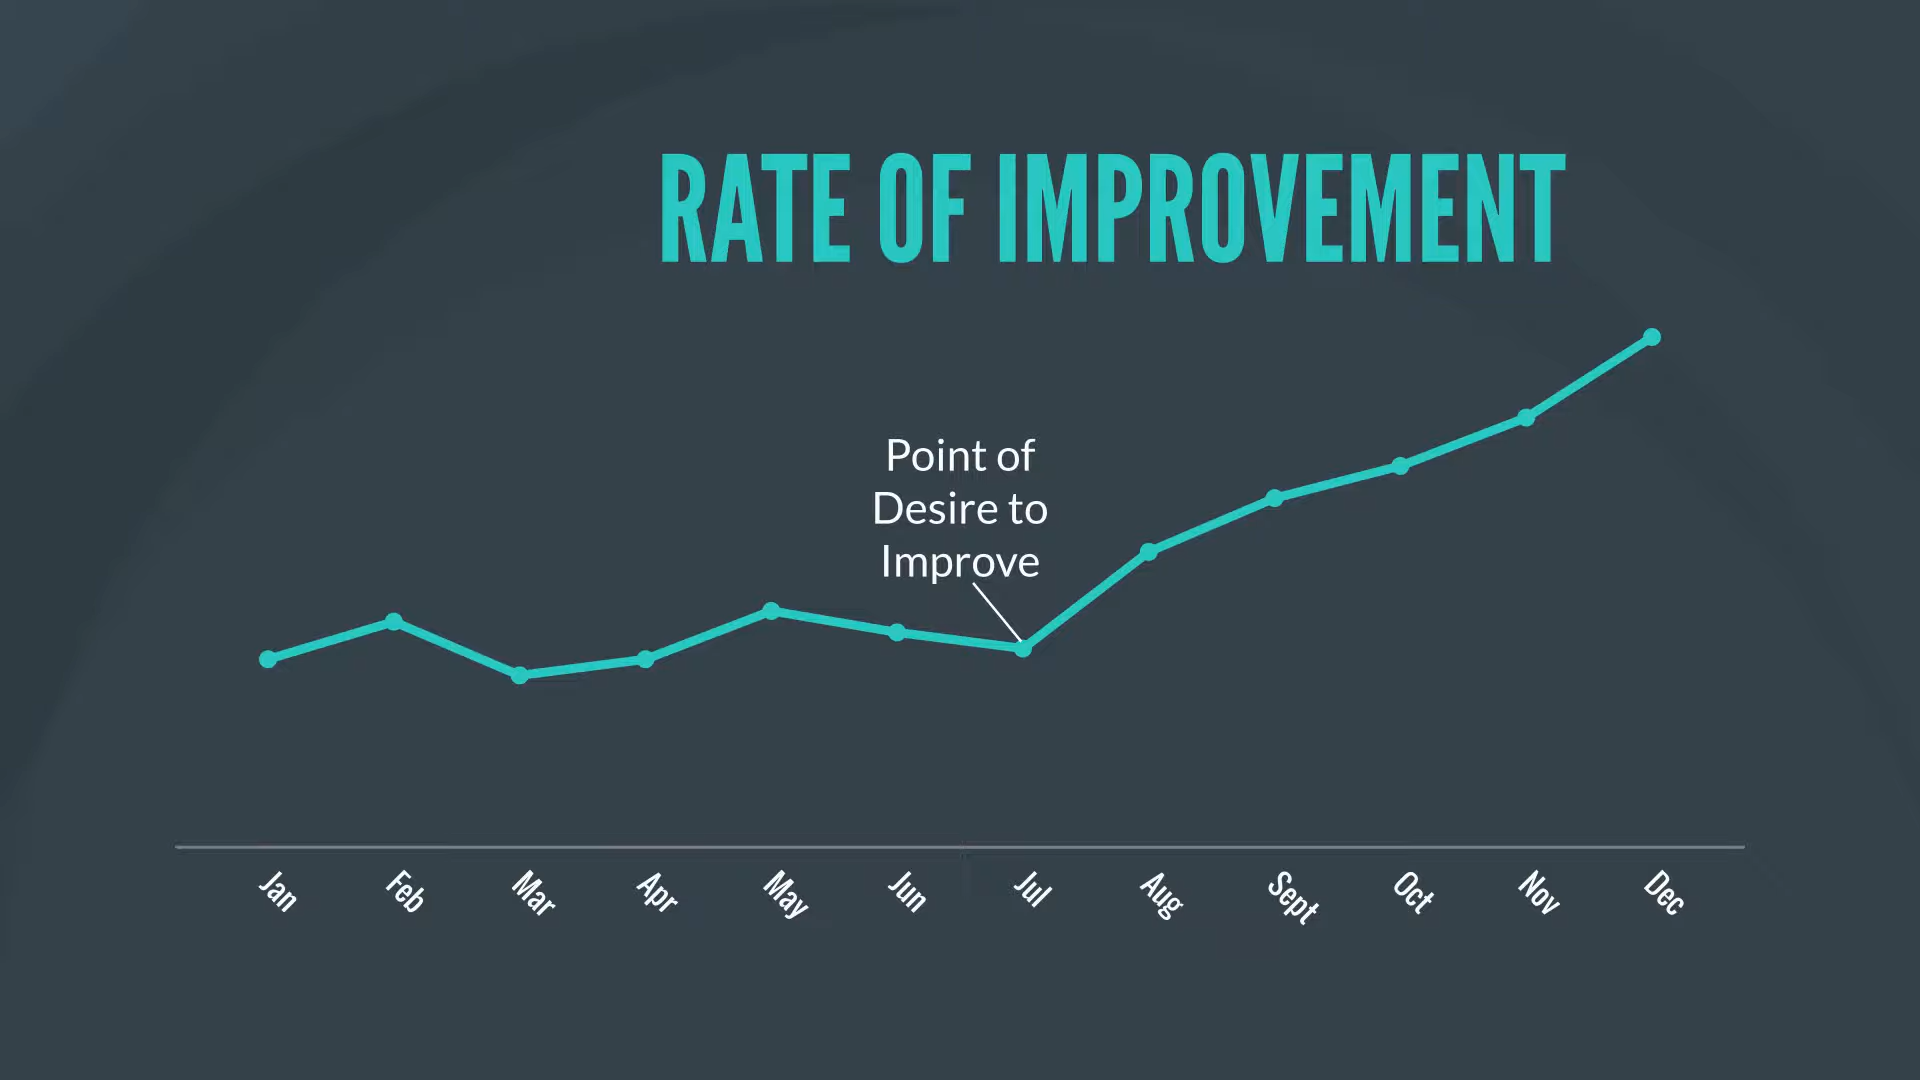 RATE OF IMPROVEMENT
Point of
Desire to
Improve
Jan
Feb
Mar
Apr
May
Jun
Jul
Aug
Sept
Oct
Nov
Dec